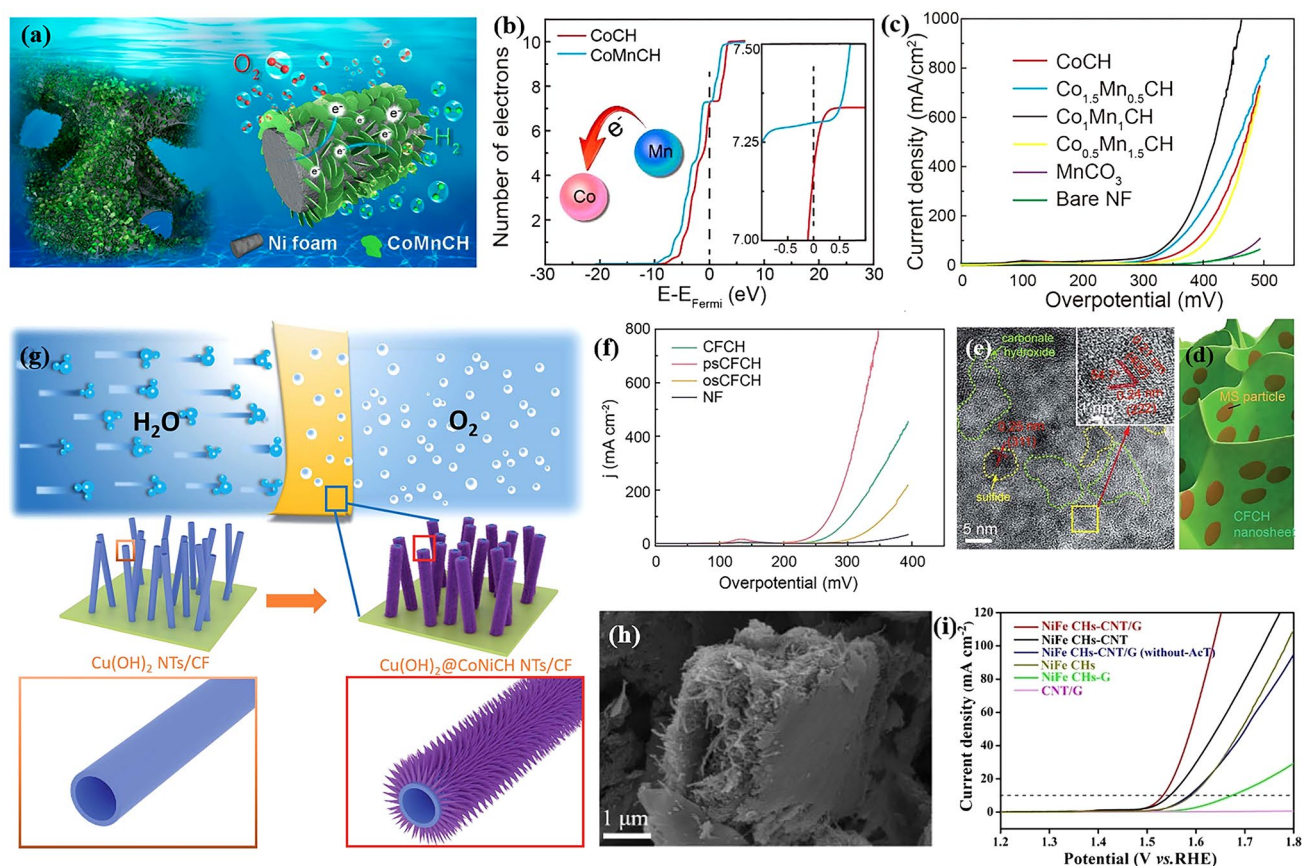 (a)
O2
H2
e-
e-
e-
e-
e-
Ni foam
CoMnCH
(b)
CoCH
CoMnCH
Number of electrons
10
8
6
4
2
0
e-
Mn
Co
7.50
7.25
7.00
-0.5
0.5
-30
-20
-10
0
10
20
30
E-EFermi (eV)
(c)
Current density (mA/cm2)
1000
800
600
400
200
0
CoCH
Co1.5Mn0.5CH
Co1Mn1CH
Co0.5Mn1.5CH
MnCO3
Bare NF
0
100
200
300
400
500
Overpotential (mV)
(g)
H2O
O2
Cu(OH)2 NTs/CF
Cu(OH)2@CoNiCH NTs/CF
(f)
j (mA cm-2)
800
600
400
200
0
CFCH
psCFCH
osCFCH
NF
0
100
200
300
400
Overpotential (mV)
(e)
carbonate
hydroxide
sulfide
5 nm
(d)
MS particle
CFCH
nanosheet
(h)
1 μm
(i)
Current density (mA cm-2)
120
100
80
60
40
20
10
0
NiFe CHs-CNT/G
NiFe CHs-CNT
NiFe CHs-CNT/G (without-AcT)
NiFe CHs
NiFe CHs-G
CNT/G
1.2
1.3
1.4
1.5
1.6
1.7
1.8
Potential (V vs.RHE)